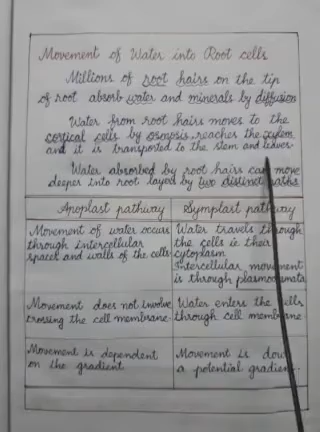 Movement of Water into Root cells
Millions of root hairs on the tip
of root absorb water and minerals by diffusion
Water from root hairs moves to the
cortical cells by osmosis, reaches the xylem
and it is transported to the stem and leaves.
Water absorbed by root hairs can move
deeper into root layers by two distinct paths
Apoplast pathway
Symplast pathway
Movement of water occurs
through intercellular
spaces and walls of the cells
Water travels through
the cells ie their
cytoplasm
Intercellular movement
is through plasmodesmata
Movement does not involve
crossing the cell membrane.
Water enters the cells
through cell membrane
Movement is dependent
on the gradient
Movement is down
a potential gradient.